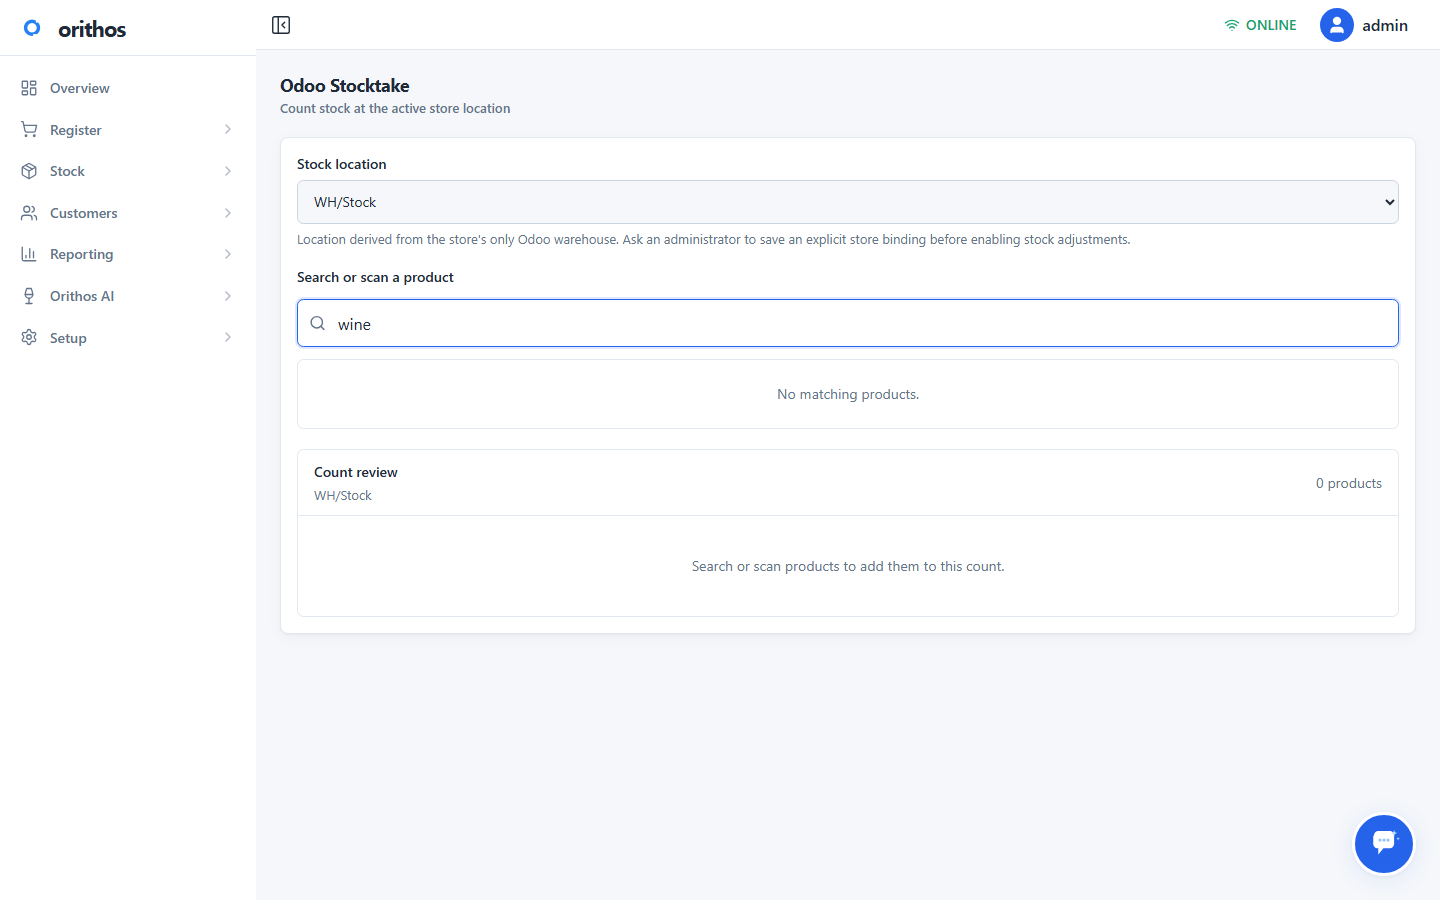 orithos
ONLINE
admin
Overview
Register
Stock
Customers
Reporting
Orithos AI
Setup
Odoo Stocktake
Count stock at the active store location
Stock location
WH/Stock
Location derived from the store's only Odoo warehouse. Ask an administrator to save an explicit store binding before enabling stock adjustments.
Search or scan a product
wine
No matching products.
Count review
WH/Stock
0 products
Search or scan products to add them to this count.